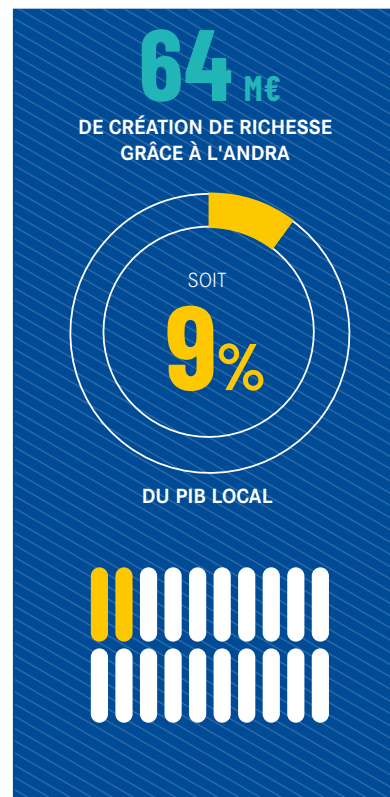 64 M€
DE CRÉATION DE RICHESSE
GRÂCE À L'ANDRA
SOIT
9%
DU PIB LOCAL